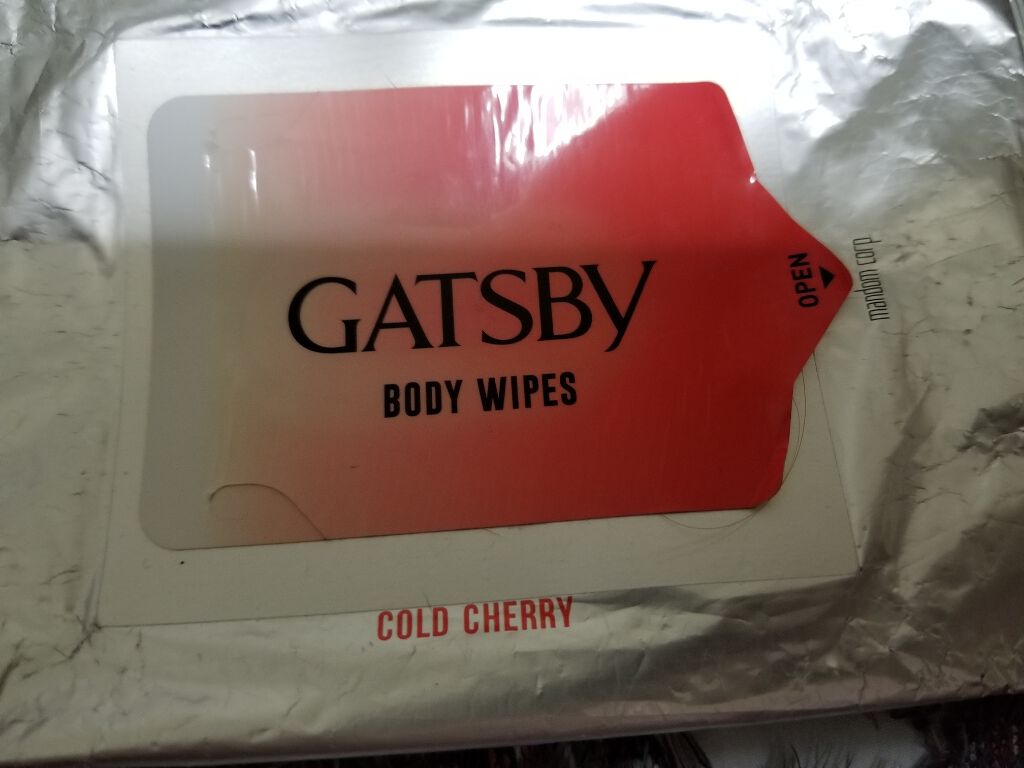 GATSBY
BODY WIPES
OPEN
mandom corp
COLD CHERRY